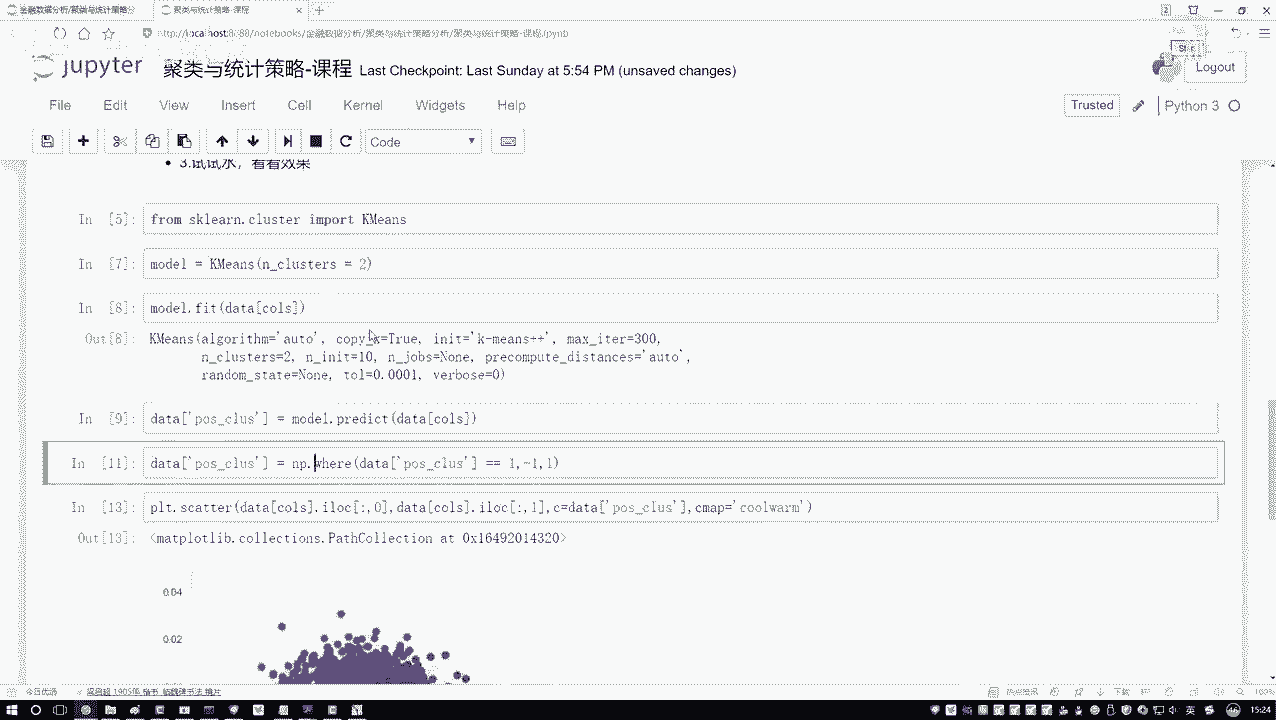 金融数据分析/聚类与统计策略分
聚类与统计策略-课程
http://localhost:8880/notebooks/金融数据分析/聚类与统计策略分析/聚类与统计策略-课程.ipynb
jupyter 聚类与统计策略-课程 Last Checkpoint: Last Sunday at 5:54 PM (unsaved changes)
Logout
File Edit View Insert Cell Kernel Widgets Help
Trusted Python 3
Code
3.试试水，看看效果
In [5]: from sklearn.cluster import KMeans
In [7]: model = KMeans(n_clusters = 2)
In [8]: model.fit(data[cols])
Out[8]: KMeans(algorithm='auto', copy_x=True, init='k-means++', max_iter=300,
n_clusters=2, n_init=10, n_jobs=None, precompute_distances='auto',
random_state=None, tol=0.0001, verbose=0)
In [9]: data['pos_clus'] = model.predict(data[cols])
In [11]: data['pos_clus'] = np.where(data['pos_clus'] == 1,-1,1)
In [13]: plt.scatter(data[cols].iloc[:,0],data[cols].iloc[:,1],c=data['pos_clus'],cmap='coolwarm')
Out[13]: <matplotlib.collections.PathCollection at 0x16492014320>
0.04
0.02
今日优选
下载
100%
英
15:24